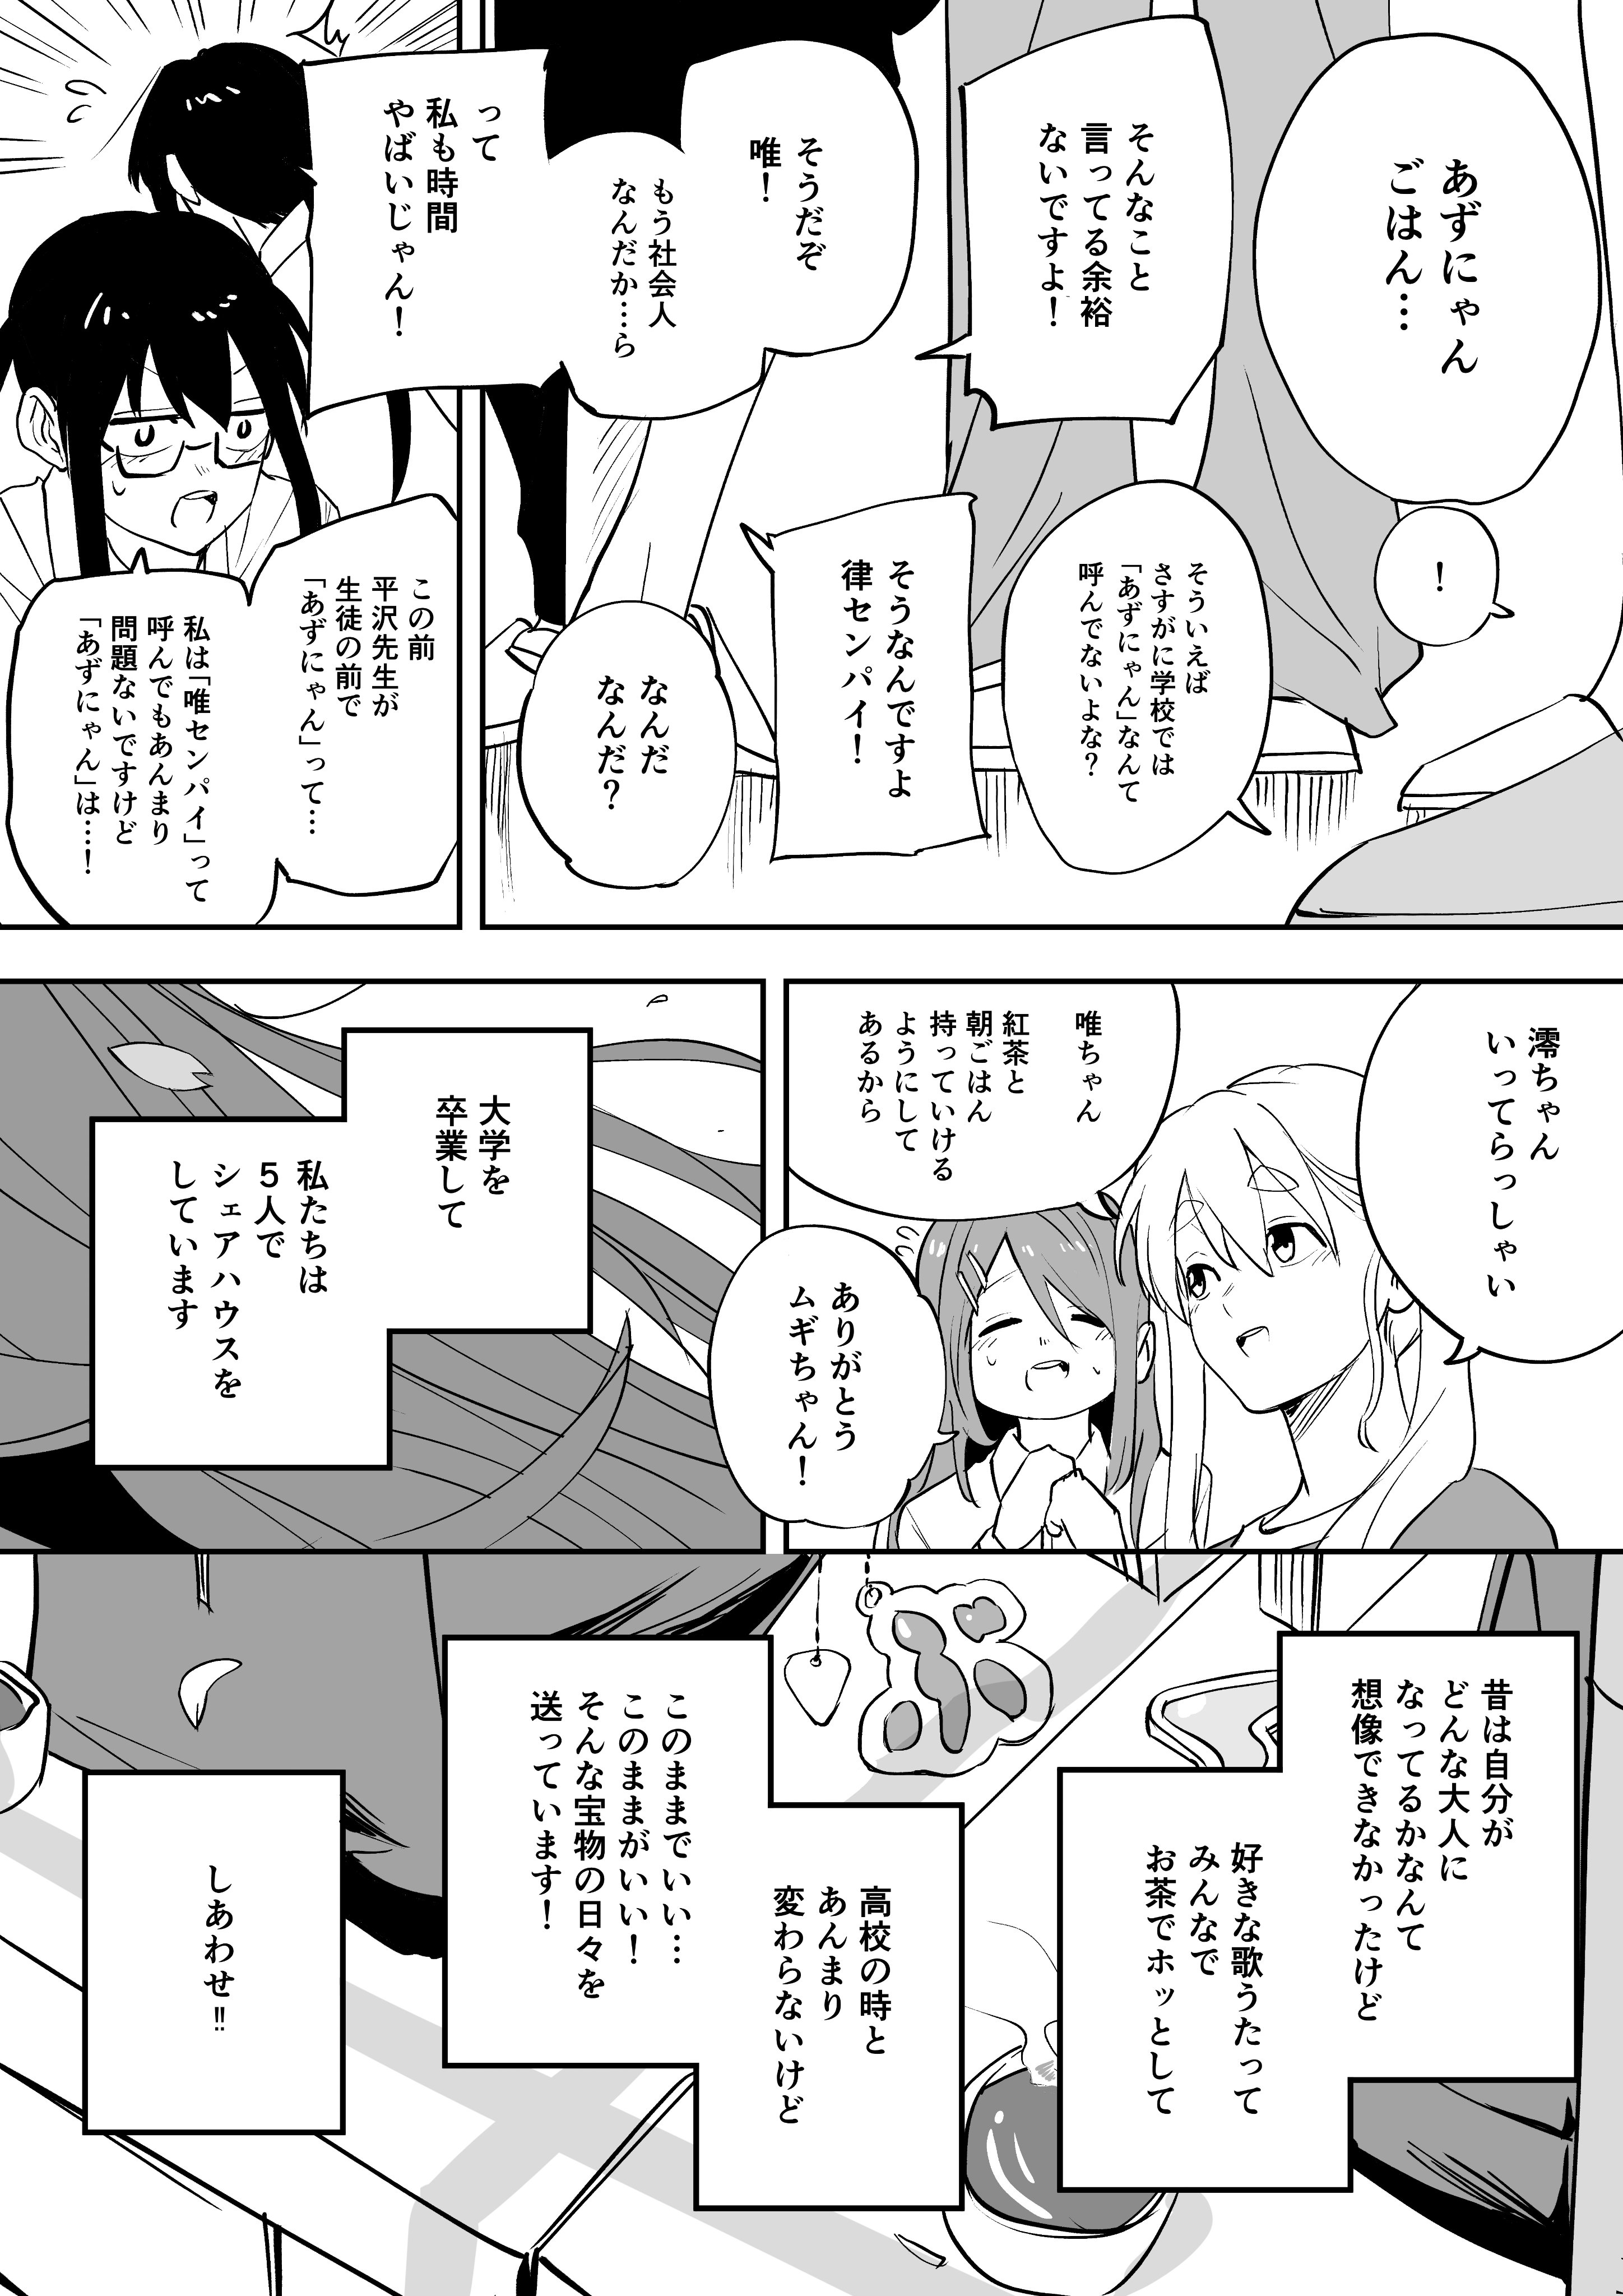 あずにゃん
ごはん…
そんなこと
言ってる余裕
ないですよ！
そうだぞ
唯！
もう社会人
なんだか…ら
って
私も時間
やばいじゃん！
！
そういえば
さすがに学校では
「あずにゃん」なんて
呼んでないよな？
そうなんですよ
律センパイ！
なんだ
なんだ？
この前
平沢先生が
生徒の前で
「あずにゃん」って…
私は「唯センパイ」って
呼んでもあんまり
問題ないですけど
「あずにゃん」は…！
澪ちゃん
いってらっしゃい
唯ちゃん
紅茶と
朝ごはん
持っていける
ようにして
あるから
ありがとう
ムギちゃん！
大学を
卒業して
私たちは
5人で
シェアハウスを
しています
昔は自分が
どんな大人に
なってるかなんて
想像できなかったけど
好きな歌うたって
みんなで
お茶でホッとして
高校の時と
あんまり
変わらないけど
このままでいい…
このままがいい！
そんな宝物の日々を
送っています！
しあわせ‼